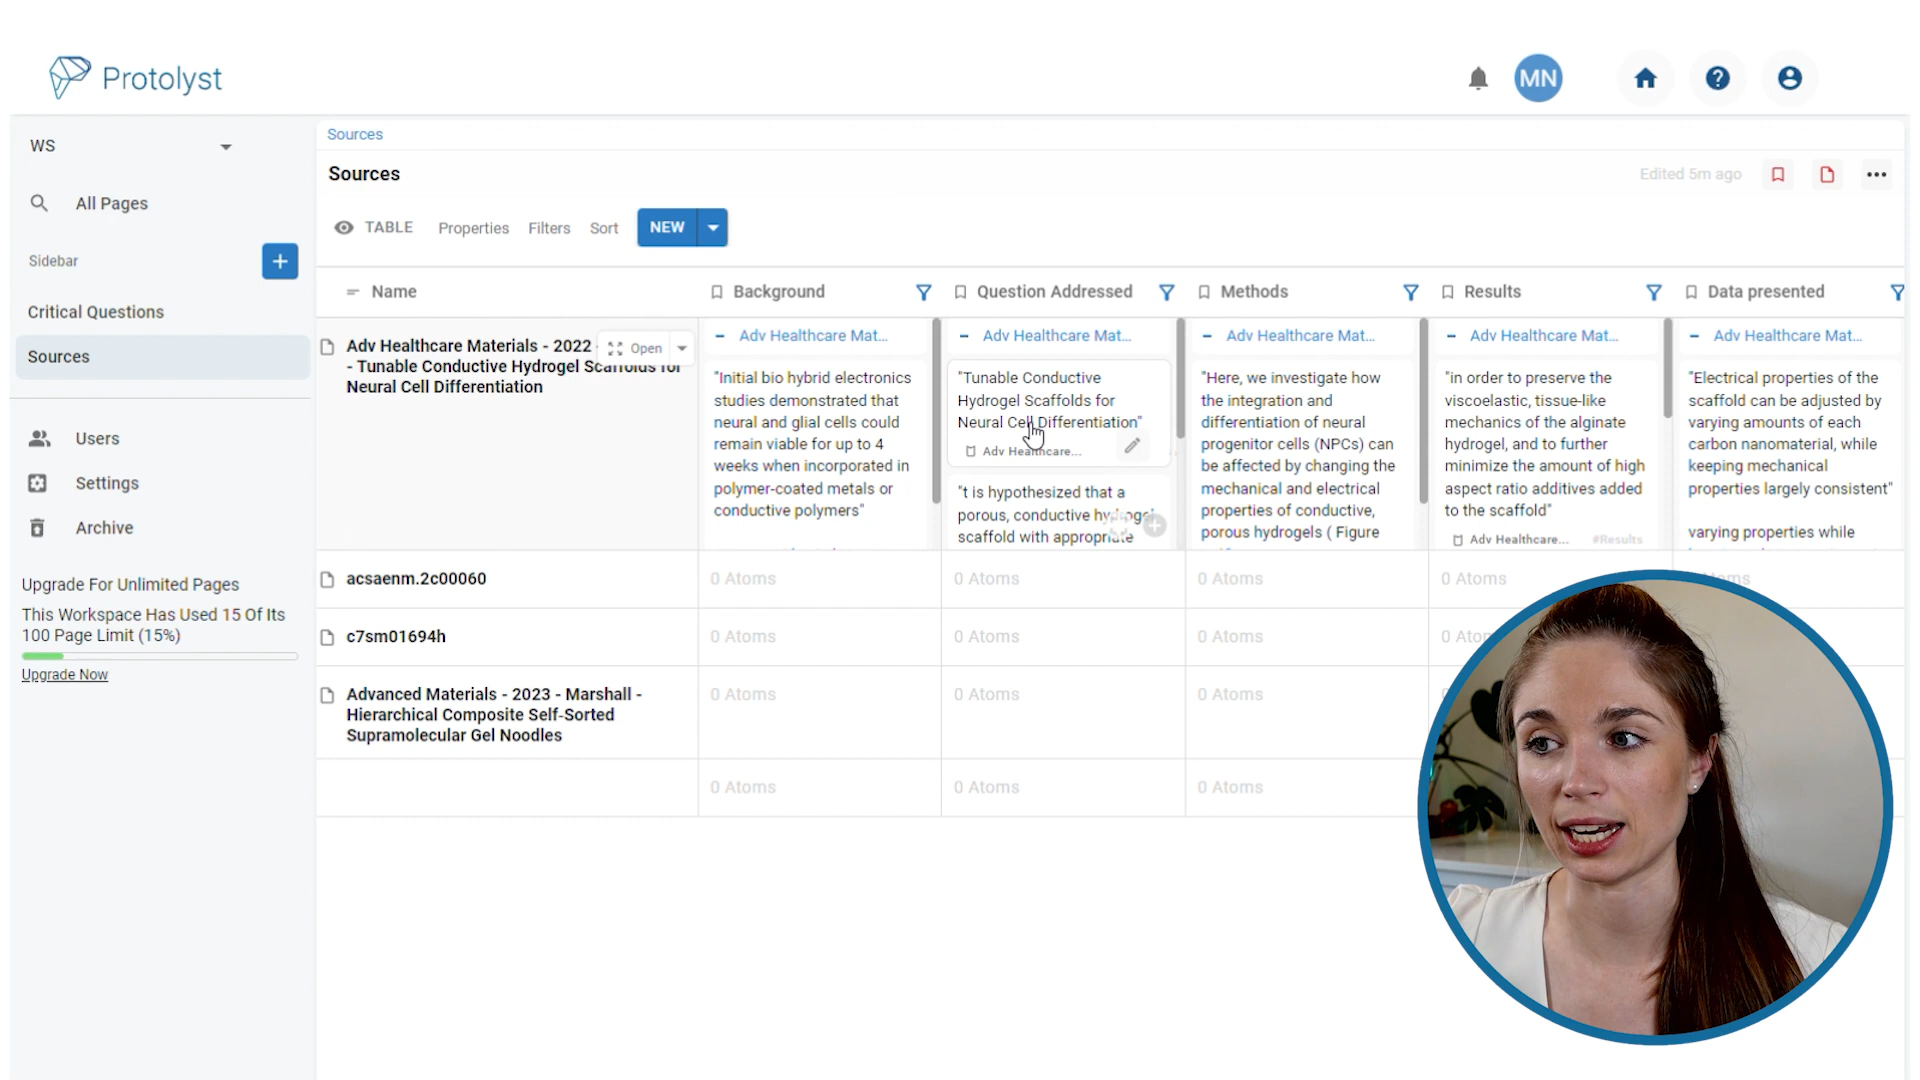 Protolyst
MN
WS
All Pages
Sidebar
Critical Questions
Sources
Users
Settings
Archive
Upgrade For Unlimited Pages
This Workspace Has Used 15 Of Its
100 Page Limit (15%)
Upgrade Now
Sources
Sources
Edited 5m ago
TABLE
Properties
Filters
Sort
NEW
Name
Background
Question Addressed
Methods
Results
Data presented
Adv Healthcare Materials - 2022
- Tunable Conductive Hydrogel Scaffolds for
Neural Cell Differentiation
Open
Adv Healthcare Mat...
"Initial bio hybrid electronics
studies demonstrated that
neural and glial cells could
remain viable for up to 4
weeks when incorporated in
polymer-coated metals or
conductive polymers"
Adv Healthcare Mat...
"Tunable Conductive
Hydrogel Scaffolds for
Neural Cell Differentiation"
Adv Healthcare...
"t is hypothesized that a
porous, conductive hydrogel
scaffold with appropriate
Adv Healthcare Mat...
"Here, we investigate how
the integration and
differentiation of neural
progenitor cells (NPCs) can
be affected by changing the
mechanical and electrical
properties of conductive,
porous hydrogels ( Figure
Adv Healthcare Mat...
"in order to preserve the
viscoelastic, tissue-like
mechanics of the alginate
hydrogel, and to further
minimize the amount of high
aspect ratio additives added
to the scaffold"
Adv Healthcare...
#Results
Adv Healthcare Mat...
"Electrical properties of the
scaffold can be adjusted by
varying amounts of each
carbon nanomaterial, while
keeping mechanical
properties largely consistent"
varying properties while
acsaenm.2c00060
0 Atoms
0 Atoms
0 Atoms
0 Atoms
c7sm01694h
0 Atoms
0 Atoms
0 Atoms
Advanced Materials - 2023 - Marshall -
Hierarchical Composite Self-Sorted
Supramolecular Gel Noodles
0 Atoms
0 Atoms
0 Atoms
0 Atoms
0 Atoms
0 Atoms